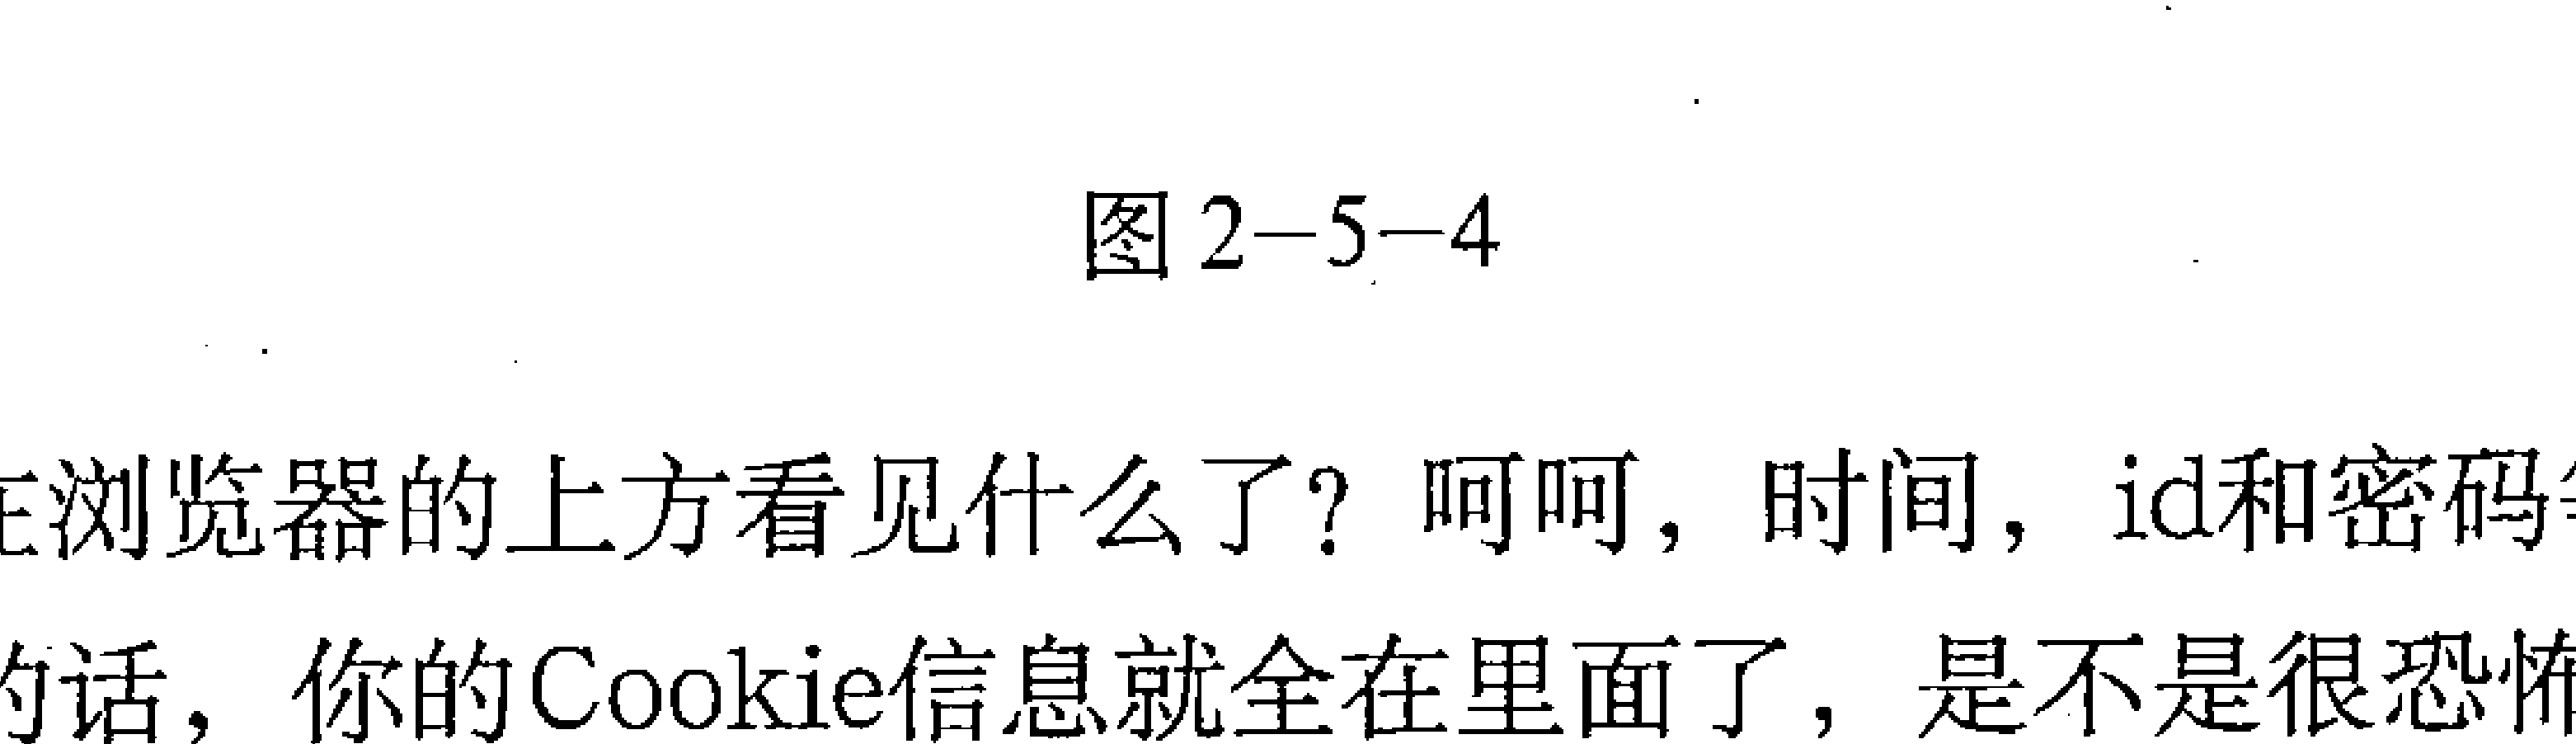 图 2-5-4
在浏览器的上方看见什么了？呵呵，时间，id和密码
的话，你的Cookie信息就全在里面了，是不是很恐怖